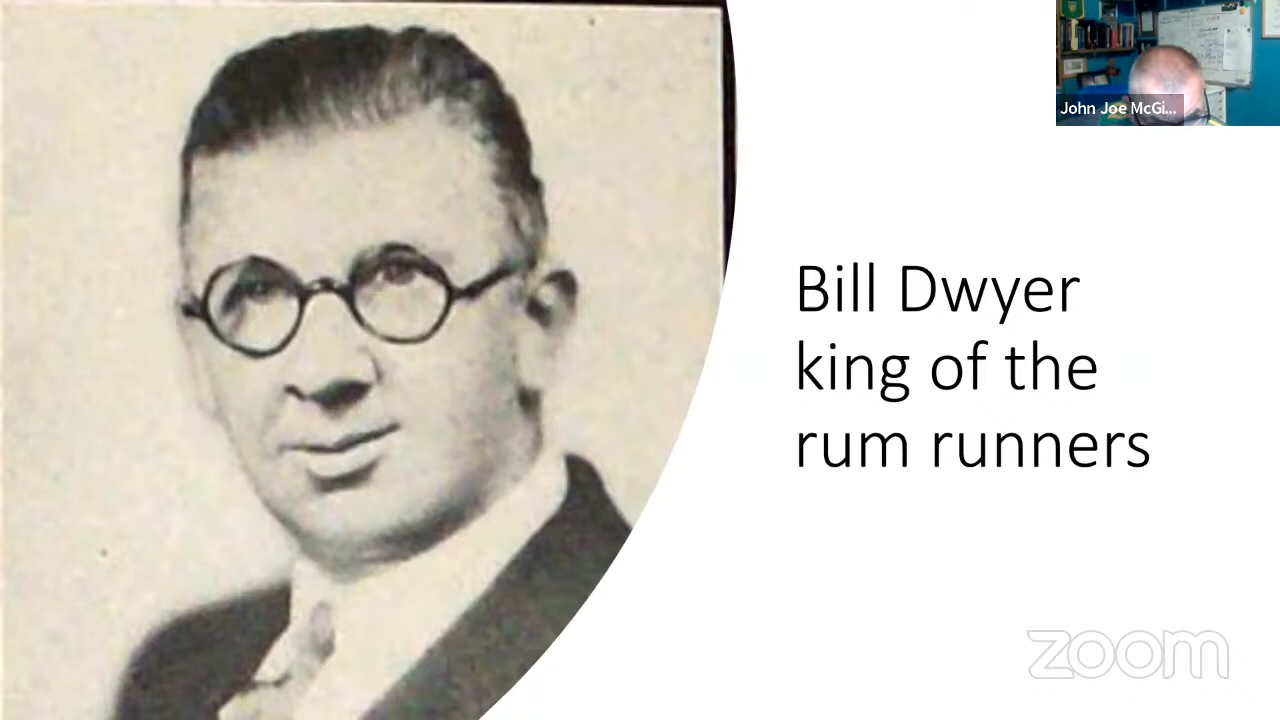 John Joe McGi...
Bill Dwyer
king of the
rum runners
zoom